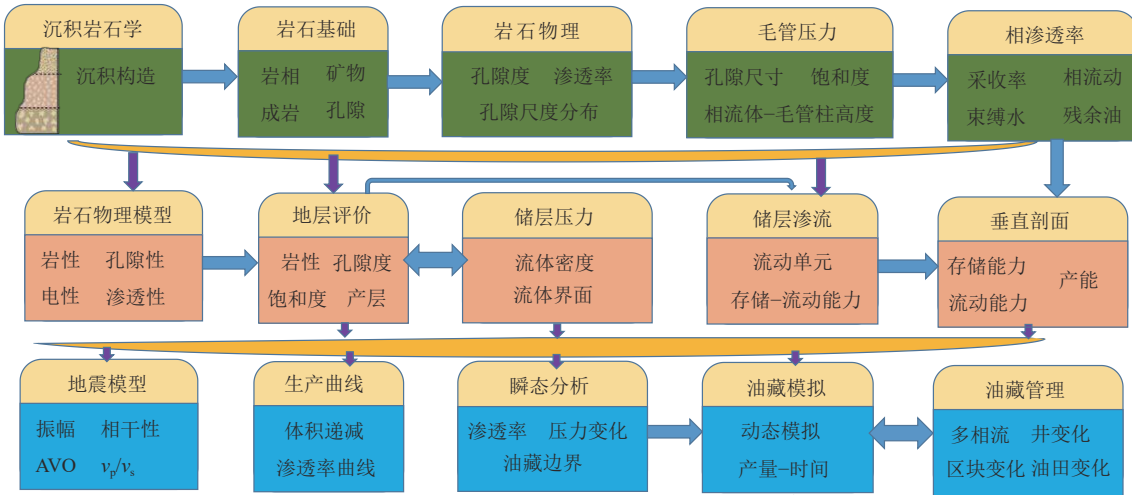 沉积岩石学
沉积构造
岩石基础
岩相 矿物
成岩 孔隙
岩石物理
孔隙度 渗透率
孔隙尺度分布
毛管压力
孔隙尺寸 饱和度
相流体-毛管柱高度
相渗透率
采收率 相流动
束缚水 残余油
岩石物理模型
岩性 孔隙性
电性 渗透性
地层评价
岩性 孔隙度
饱和度 产层
储层压力
流体密度
流体界面
储层渗流
流动单元
存储-流动能力
垂直剖面
存储能力
产能
流动能力
地震模型
振幅 相干性
AVO vp/vs
生产曲线
体积递减
渗透率曲线
瞬态分析
渗透率 压力变化
油藏边界
油藏模拟
动态模拟
产量-时间
油藏管理
多相流 井变化
区块变化 油田变化